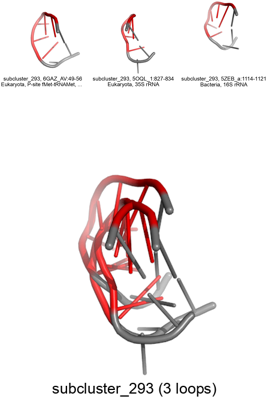 subcluster_293, 6GAZ_AV:49-56
Eukaryota, P-site fMet-tRNAMet, ...
subcluster_293, 5OQL_1:827-834
Eukaryota, 35S rRNA
subcluster_293, 5ZEB_a:1114-1121
Bacteria, 16S rRNA
subcluster_293 (3 loops)